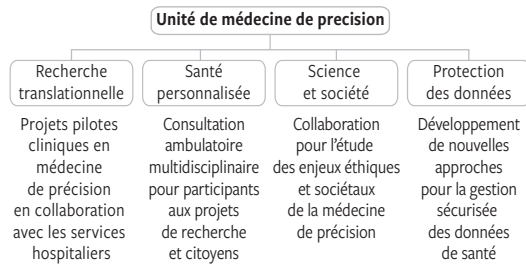 Unité de médecine de precision
Recherche
translationnelle
Santé
personnalisée
Science
et société
Protection
des données
Projets pilotes
cliniques en
médecine
de précision
en collaboration
avec les services
hospitaliers
Consultation
ambulatoire
multidisciplinaire
pour participants
aux projets
de recherche
et citoyens
Collaboration
pour l’étude
des enjeux éthiques
et sociétaux
de la médecine
de précision
Développement
de nouvelles
approches
pour la gestion
sécurisée
des données
de santé